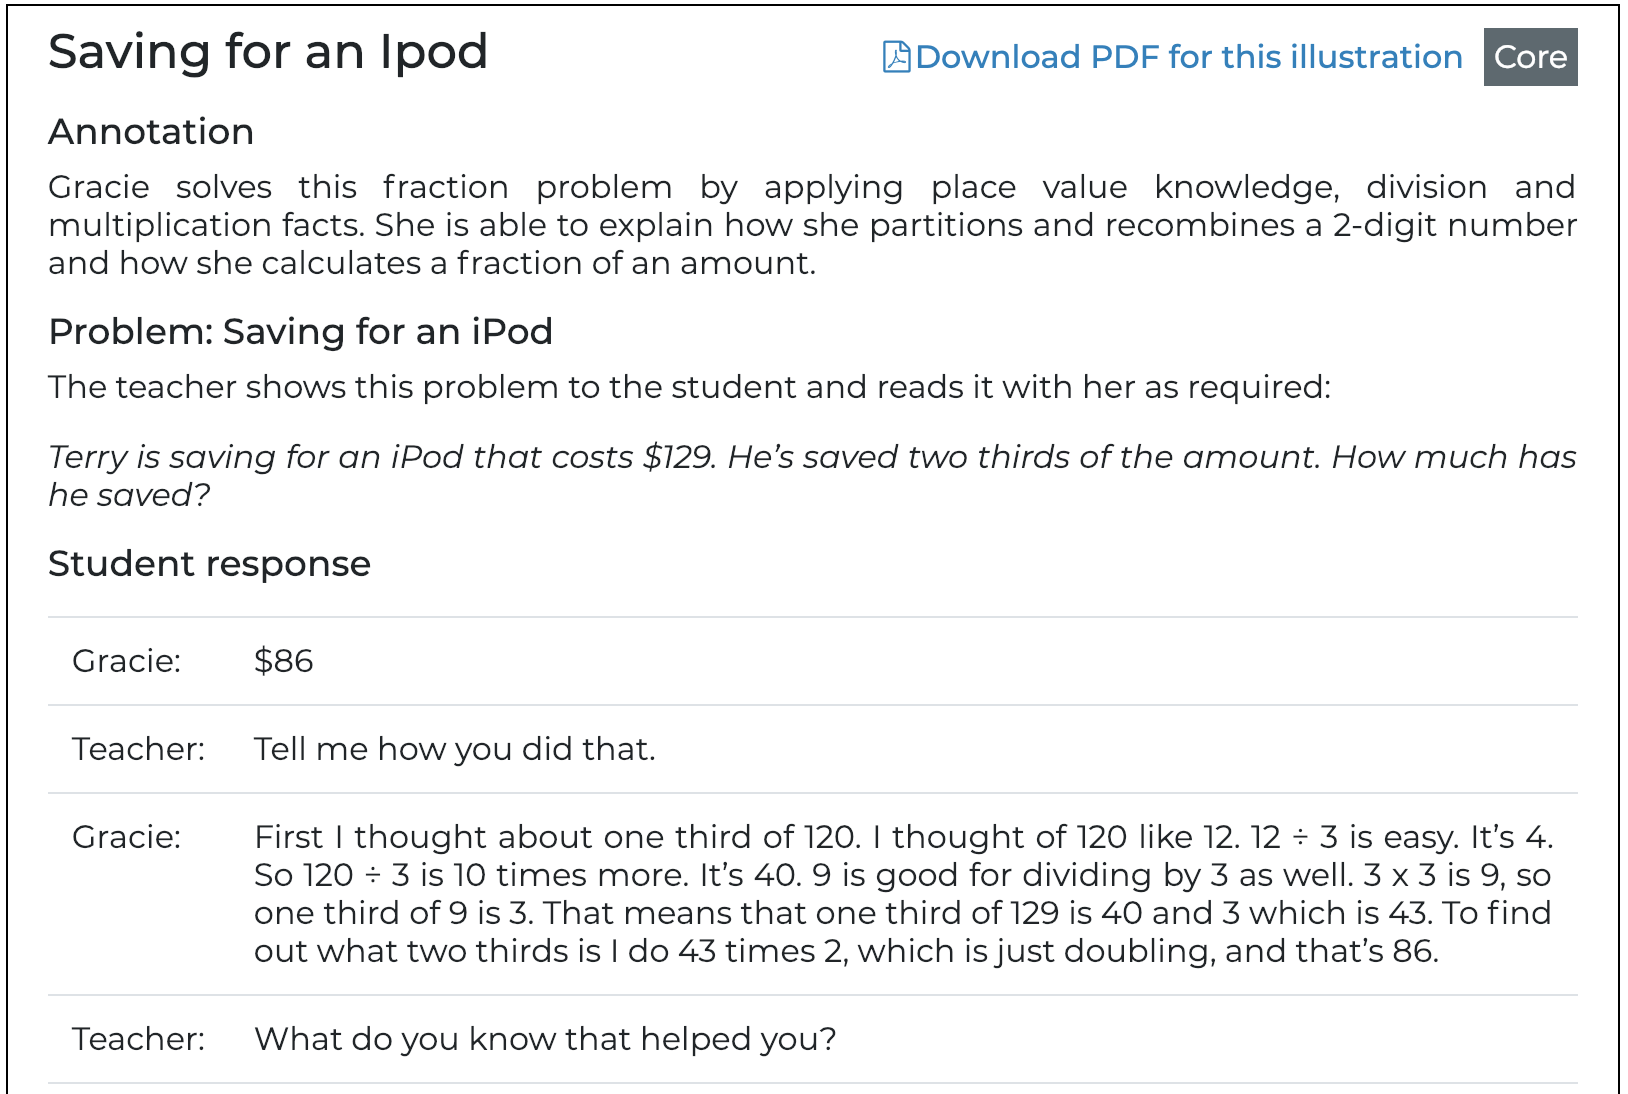 Saving for an Ipod
Download PDF for this illustration
Core
Annotation
Gracie solves this fraction problem by applying place value knowledge, division and
multiplication facts. She is able to explain how she partitions and recombines a 2-digit number
and how she calculates a fraction of an amount.
Problem: Saving for an iPod
The teacher shows this problem to the student and reads it with her as required:
Terry is saving for an iPod that costs $129. He’s saved two thirds of the amount. How much has
he saved?
Student response
Gracie: $86
Teacher: Tell me how you did that.
Gracie: First I thought about one third of 120. I thought of 120 like 12. 12 ÷ 3 is easy. It’s 4.
So 120 ÷ 3 is 10 times more. It’s 40. 9 is good for dividing by 3 as well. 3 x 3 is 9, so
one third of 9 is 3. That means that one third of 129 is 40 and 3 which is 43. To find
out what two thirds is I do 43 times 2, which is just doubling, and that’s 86.
Teacher: What do you know that helped you?